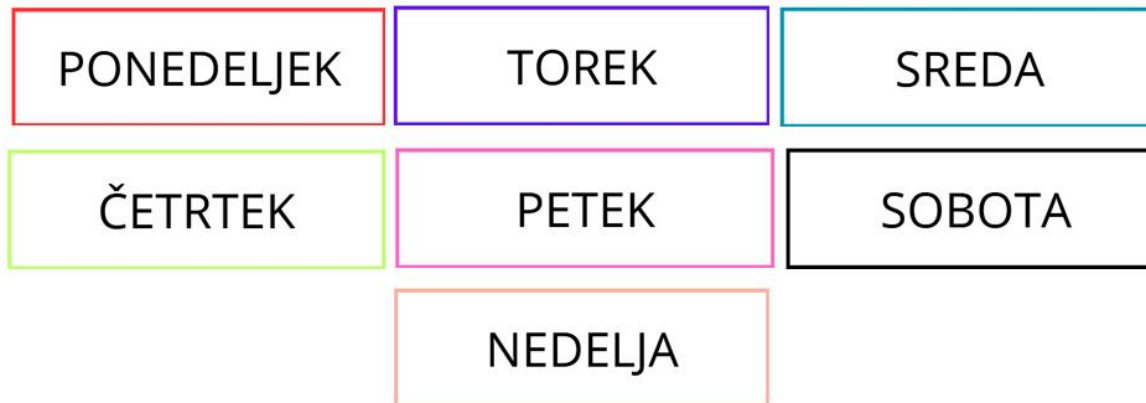 PONEDELJEK
TOREK
SREDA
ČETRTEK
PETEK
SOBOTA
NEDELJA